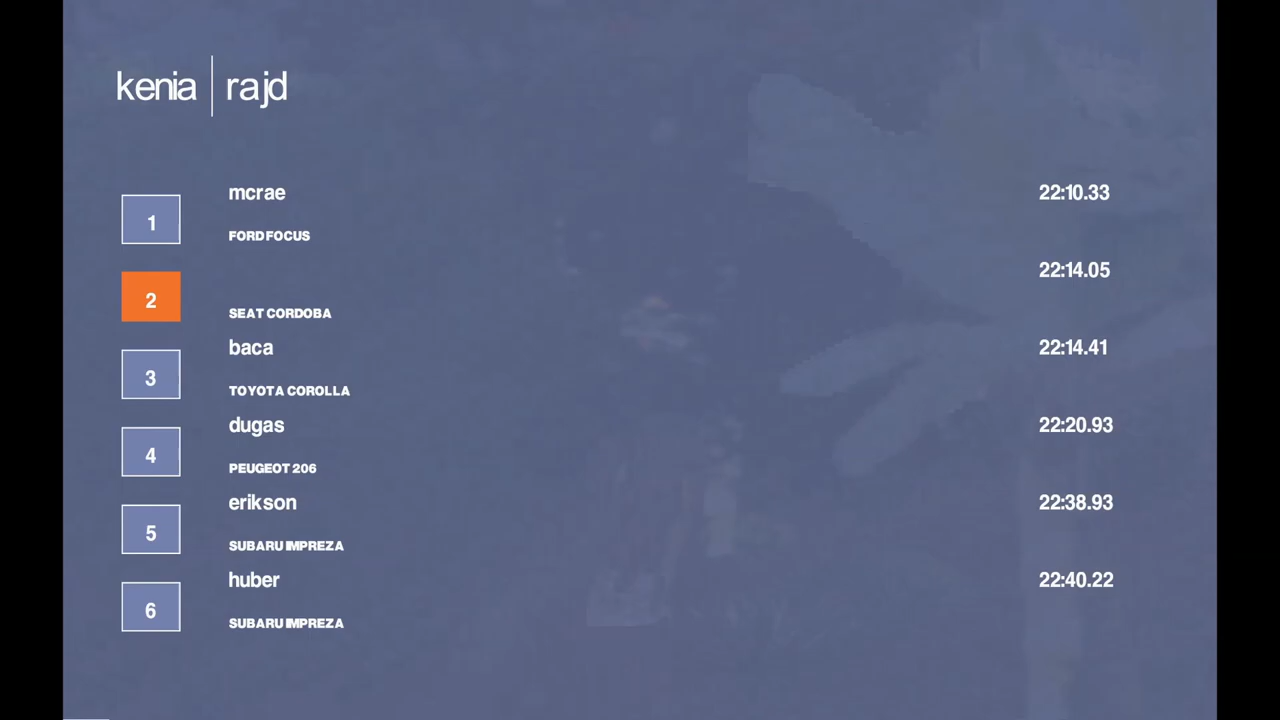 kenia | rajd
1 mcrae 22:10.33
FORD FOCUS
2 22:14.05
SEAT CORDOBA
3 baca 22:14.41
TOYOTA COROLLA
4 dugas 22:20.93
PEUGEOT 206
5 erikson 22:38.93
SUBARU IMPREZA
6 huber 22:40.22
SUBARU IMPREZA